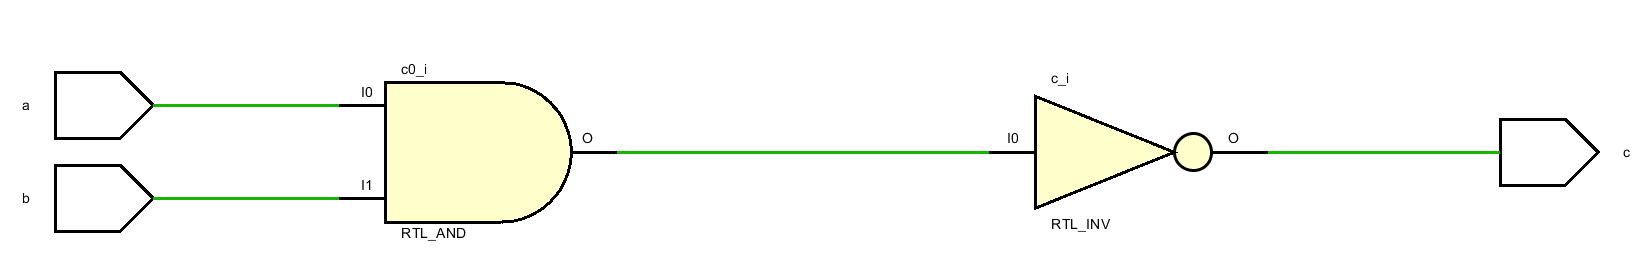 a
b
c0_i
I0
I1
O
RTL_AND
c_i
I0
O
RTL_INV
c